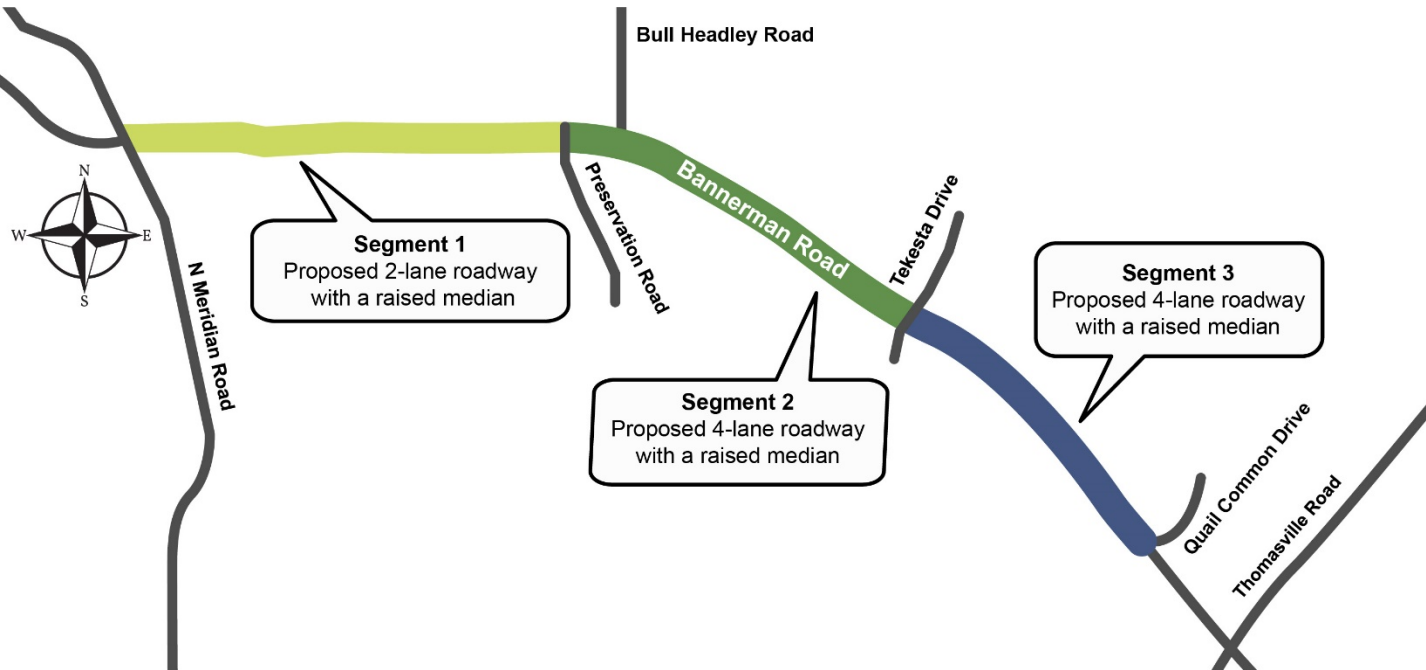 Bull Headley Road
N
W
E
S
Segment 1
Proposed 2-lane roadway
with a raised median
N Meridian Road
Preservation Road
Bannerman Road
Tekesta Drive
Segment 2
Proposed 4-lane roadway
with a raised median
Segment 3
Proposed 4-lane roadway
with a raised median
Quail Common Drive
Thomasville Road